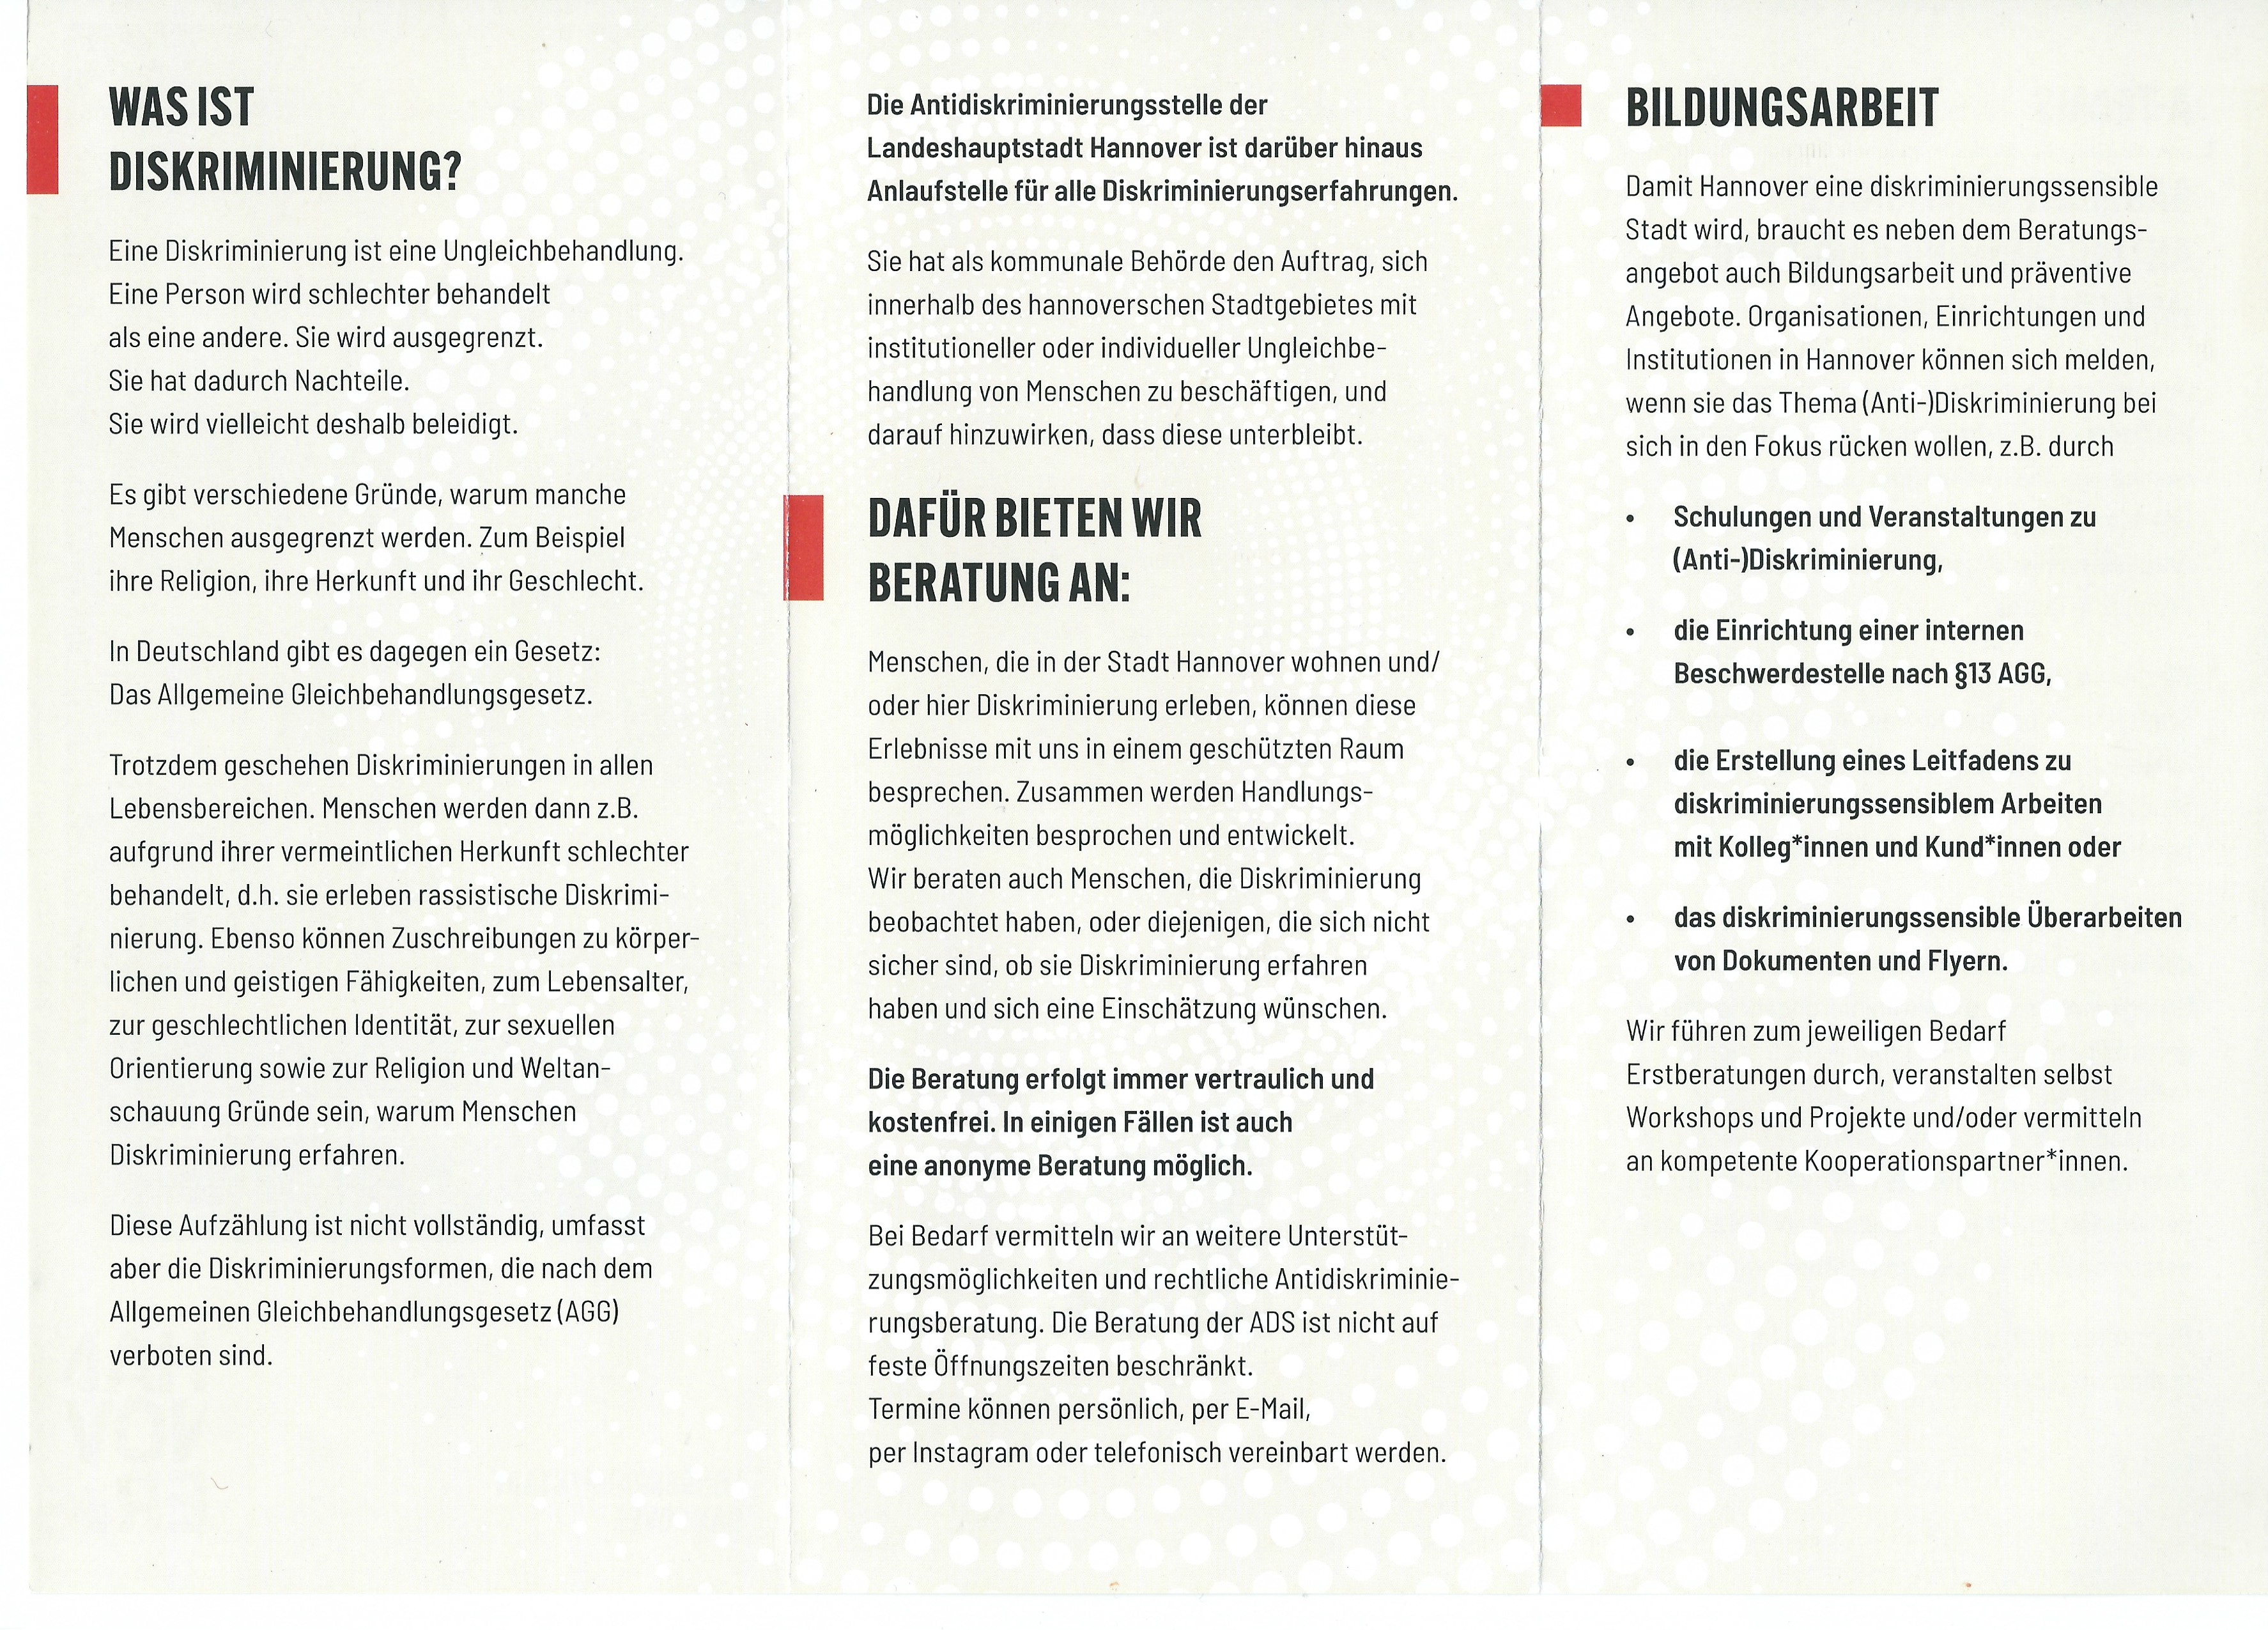 WAS IST
DISKRIMINIERUNG?
Eine Diskriminierung ist eine Ungleichbehandlung.
Eine Person wird schlechter behandelt
als eine andere. Sie wird ausgegrenzt.
Sie hat dadurch Nachteile.
Sie wird vielleicht deshalb beleidigt.
Es gibt verschiedene Gründe, warum manche
Menschen ausgegrenzt werden. Zum Beispiel
ihre Religion, ihre Herkunft und ihr Geschlecht.
In Deutschland gibt es dagegen ein Gesetz:
Das Allgemeine Gleichbehandlungsgesetz.
Trotzdem geschehen Diskriminierungen in allen
Lebensbereichen. Menschen werden dann z.B.
aufgrund ihrer vermeintlichen Herkunft schlechter
behandelt, d.h. sie erleben rassistische Diskrimi-
nierung. Ebenso können Zuschreibungen zu körper-
lichen und geistigen Fähigkeiten, zum Lebensalter,
zur geschlechtlichen Identität, zur sexuellen
Orientierung sowie zur Religion und Weltan-
schauung Gründe sein, warum Menschen
Diskriminierung erfahren.
Diese Aufzählung ist nicht vollständig, umfasst
aber die Diskriminierungsformen, die nach dem
Allgemeinen Gleichbehandlungsgesetz (AGG)
verboten sind.
Die Antidiskriminierungsstelle der
Landeshauptstadt Hannover ist darüber hinaus
Anlaufstelle für alle Diskriminierungserfahrungen.
Sie hat als kommunale Behörde den Auftrag, sich
innerhalb des hannoverschen Stadtgebietes mit
institutioneller oder individueller Ungleichbe-
handlung von Menschen zu beschäftigen, und
darauf hinzuwirken, dass diese unterbleibt.
DAFÜR BIETEN WIR
BERATUNG AN:
Menschen, die in der Stadt Hannover wohnen und/
oder hier Diskriminierung erleben, können diese
Erlebnisse mit uns in einem geschützten Raum
besprechen. Zusammen werden Handlungs-
möglichkeiten besprochen und entwickelt.
Wir beraten auch Menschen, die Diskriminierung
beobachtet haben, oder diejenigen, die sich nicht
sicher sind, ob sie Diskriminierung erfahren
haben und sich eine Einschätzung wünschen.
Die Beratung erfolgt immer vertraulich und
kostenfrei. In einigen Fällen ist auch
eine anonyme Beratung möglich.
Bei Bedarf vermitteln wir an weitere Unterstüt-
zungsmöglichkeiten und rechtliche Antidiskriminie-
rungsberatung. Die Beratung der ADS ist nicht auf
feste Öffnungszeiten beschränkt.
Termine können persönlich, per E-Mail,
per Instagram oder telefonisch vereinbart werden.
BILDUNGSARBEIT
Damit Hannover eine diskriminierungssensible
Stadt wird, braucht es neben dem Beratungs-
angebot auch Bildungsarbeit und präventive
Angebote. Organisationen, Einrichtungen und
Institutionen in Hannover können sich melden,
wenn sie das Thema (Anti-)Diskriminierung bei
sich in den Fokus rücken wollen, z.B. durch
• Schulungen und Veranstaltungen zu
(Anti-)Diskriminierung,
• die Einrichtung einer internen
Beschwerdestelle nach §13 AGG,
• die Erstellung eines Leitfadens zu
diskriminierungssensiblem Arbeiten
mit Kolleg*innen und Kund*innen oder
• das diskriminierungssensible Überarbeiten
von Dokumenten und Flyern.
Wir führen zum jeweiligen Bedarf
Erstberatungen durch, veranstalten selbst
Workshops und Projekte und/oder vermitteln
an kompetente Kooperationspartner*innen.